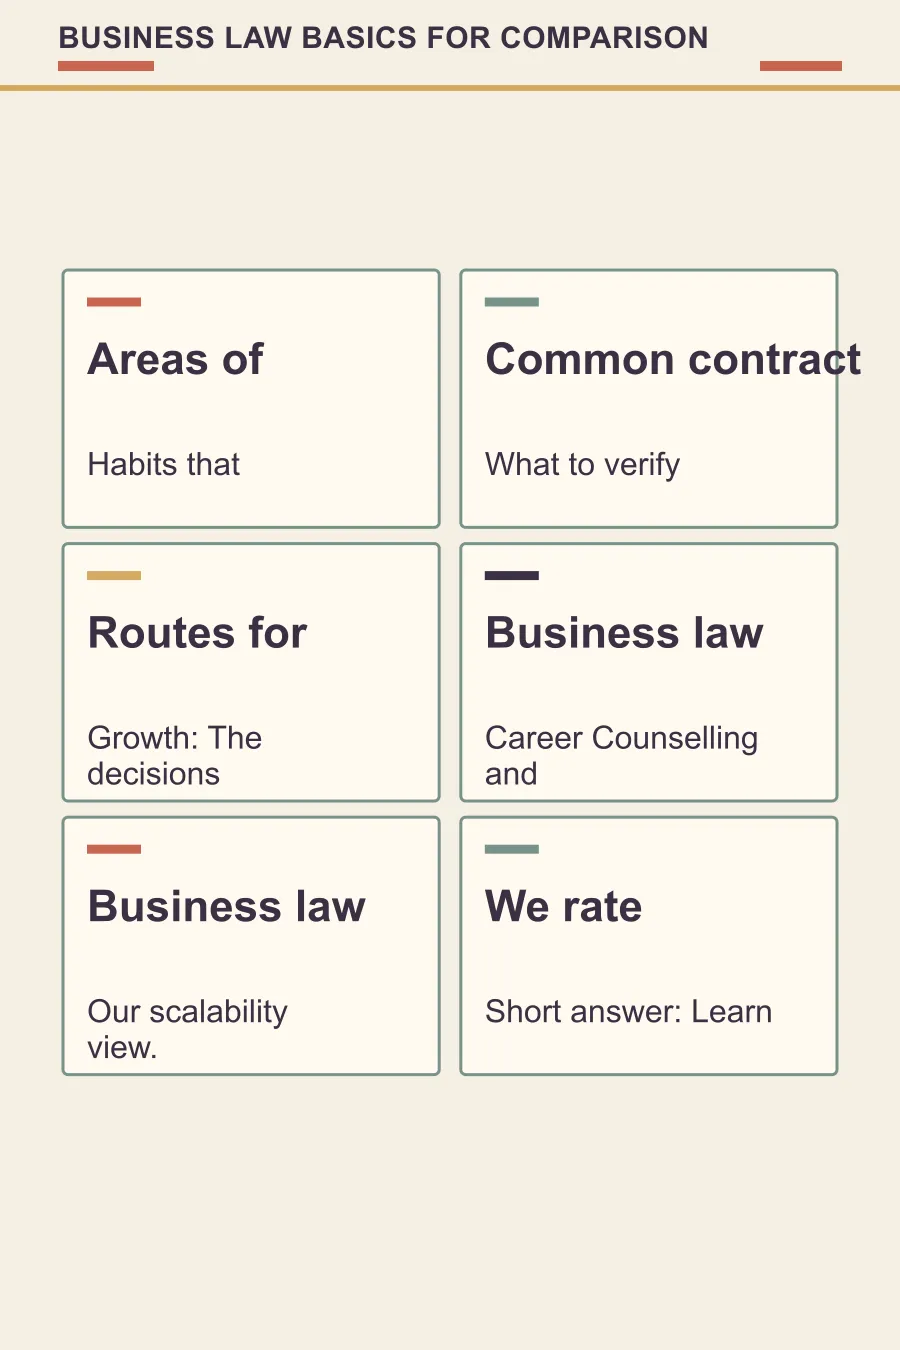 BUSINESS LAW BASICS FOR COMPARISON
Areas of
Habits that
Common contract
What to verify
Routes for
Growth: The
decisions
Business law
Career Counselling
and
Business law
Our scalability
view.
We rate
Short answer: Learn